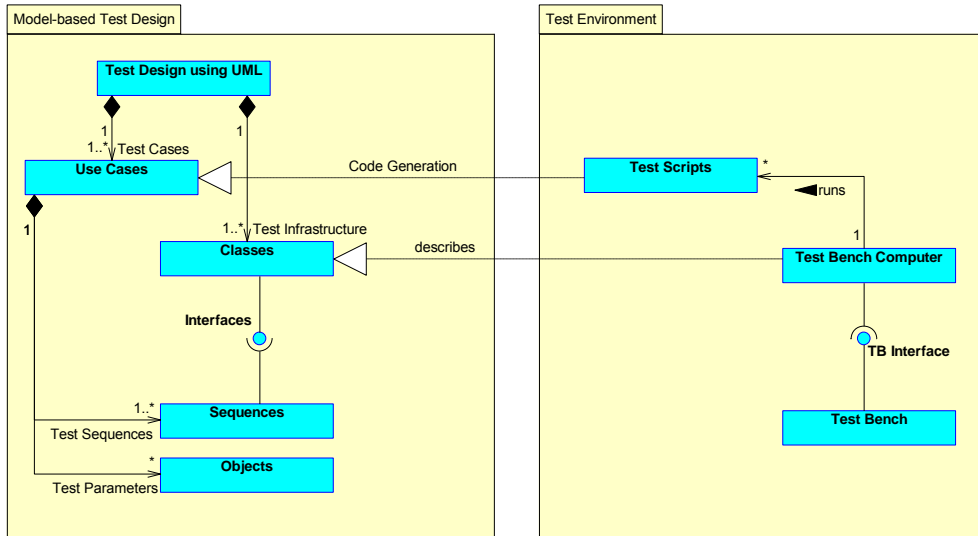 Model-based Test Design
Test Environment
Test Design using UML
1
1
1..* Test Cases
Use Cases
Code Generation
Test Scripts
*
runs
1
1
1..* Test Infrastructure
Classes
describes
Test Bench Computer
Interfaces
TB Interface
1..*
Sequences
Test Sequences
Test Bench
*
Objects
Test Parameters